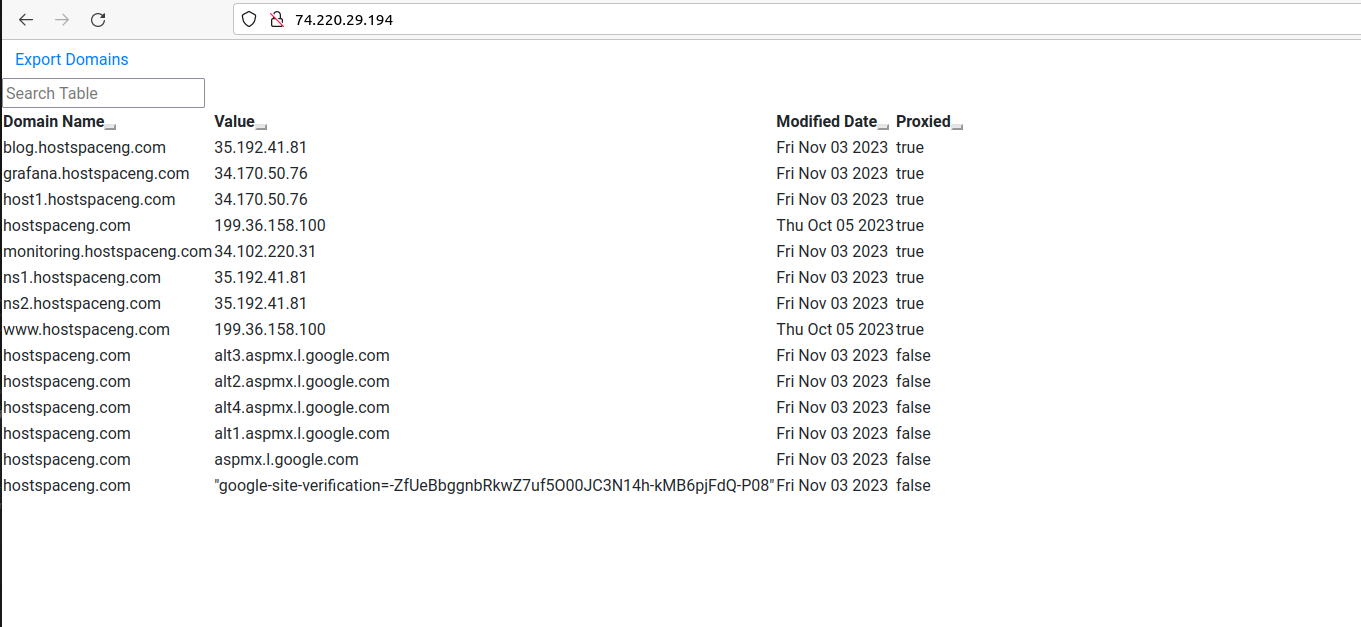 74.220.29.194
Export Domains
Search Table
Domain Name Value Modified Date Proxied
blog.hostspaceng.com 35.192.41.81 Fri Nov 03 2023 true
grafana.hostspaceng.com 34.170.50.76 Fri Nov 03 2023 true
host1.hostspaceng.com 34.170.50.76 Fri Nov 03 2023 true
hostspaceng.com 199.36.158.100 Thu Oct 05 2023 true
monitoring.hostspaceng.com 34.102.220.31 Fri Nov 03 2023 true
ns1.hostspaceng.com 35.192.41.81 Fri Nov 03 2023 true
ns2.hostspaceng.com 35.192.41.81 Fri Nov 03 2023 true
www.hostspaceng.com 199.36.158.100 Thu Oct 05 2023 true
hostspaceng.com alt3.aspmx.l.google.com Fri Nov 03 2023 false
hostspaceng.com alt2.aspmx.l.google.com Fri Nov 03 2023 false
hostspaceng.com alt4.aspmx.l.google.com Fri Nov 03 2023 false
hostspaceng.com alt1.aspmx.l.google.com Fri Nov 03 2023 false
hostspaceng.com aspmx.l.google.com Fri Nov 03 2023 false
hostspaceng.com "google-site-verification=-ZfUeBbggnbRkwZ7uf5O00JC3N14h-kMB6pjFdQ-P08" Fri Nov 03 2023 false